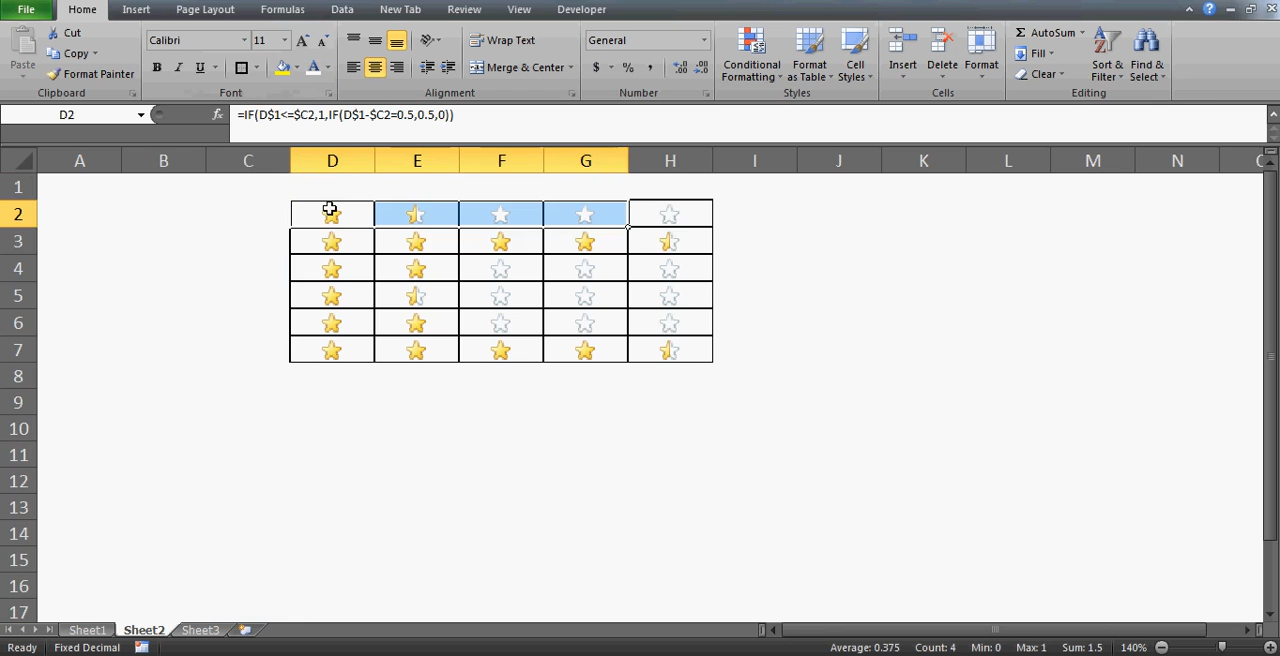 File Home Insert Page Layout Formulas Data New Tab Review View Developer
Paste
Cut
Copy
Format Painter
Clipboard
Calibri 11 A A
B I U A
Font
Wrap Text
Merge & Center
Alignment
General
$ % , .00 .0
Number
Conditional Formatting
Format as Table
Cell Styles
Styles
Insert Delete Format
Cells
Σ AutoSum
Fill
Clear
Sort & Filter
Find & Select
Editing
D2 fx =IF(D$1<=$C2,1,IF(D$1-$C2=0.5,0.5,0))
A B C D E F G H I J K L M N
1
2
3
4
5
6
7
8
9
10
11
12
13
14
15
16
17
Sheet1 Sheet2 Sheet3
Ready Fixed Decimal Average: 0.375 Count: 4 Min: 0 Max: 1 Sum: 1.5 140%